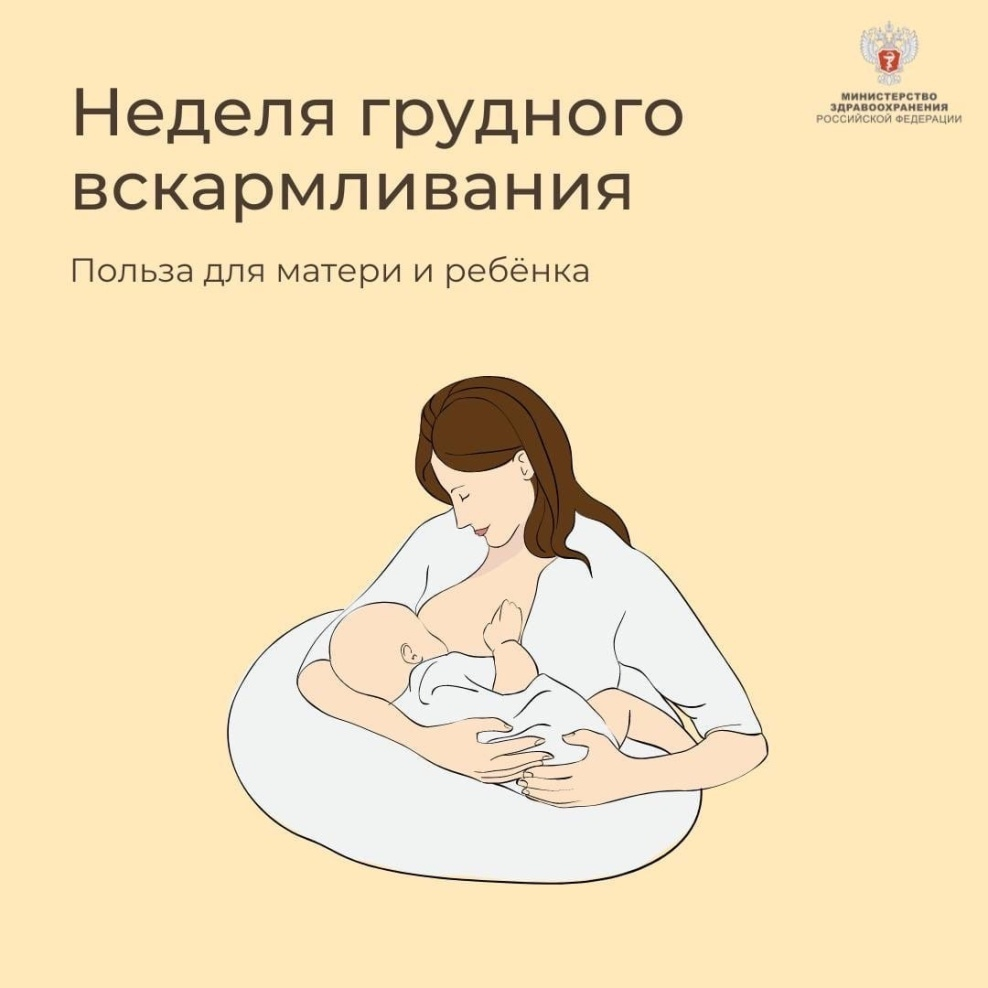 МИНИСТЕРСТВО
ЗДРАВООХРАНЕНИЯ
РОССИЙСКОЙ ФЕДЕРАЦИИ
Неделя грудного
вскармливания
Польза для матери и ребёнка